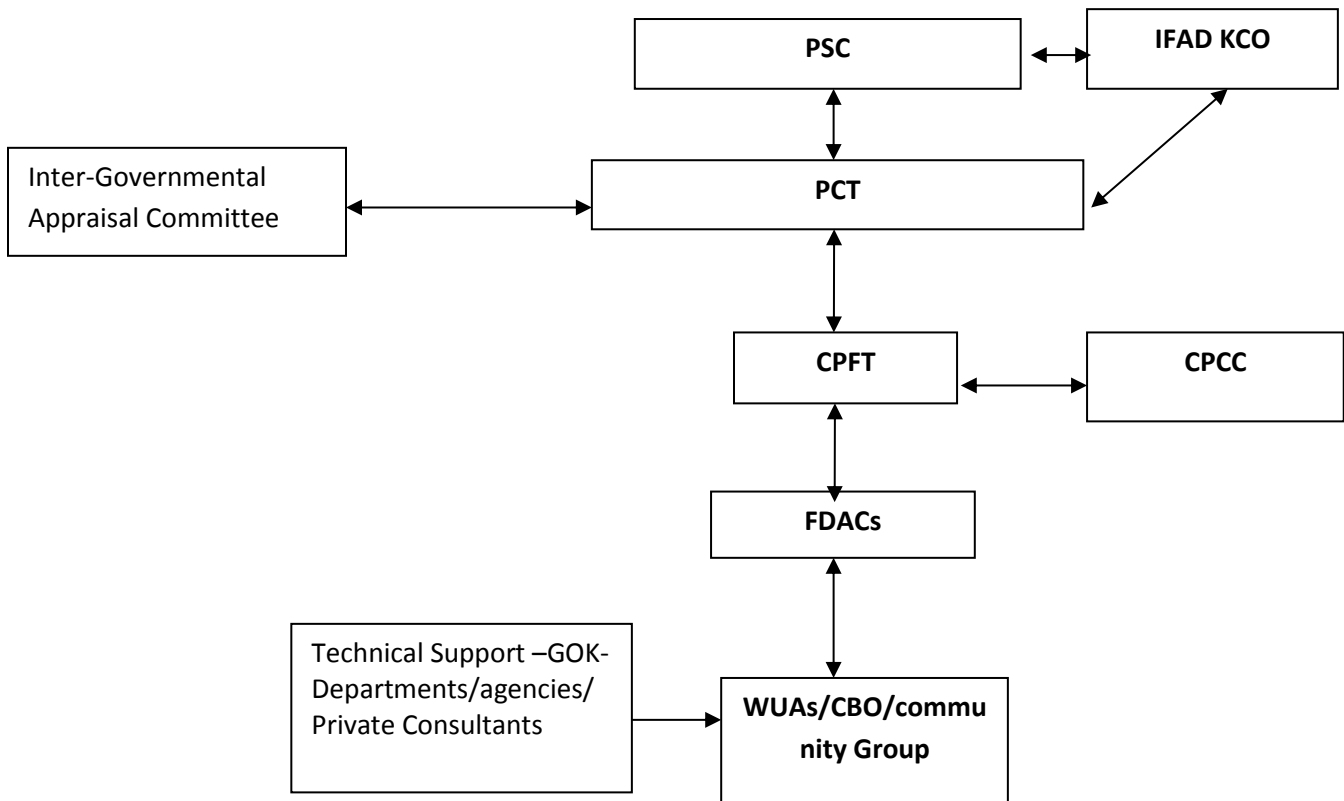 PSC
IFAD KCO
Inter-Governmental
Appraisal Committee
PCT
CPFT
CPCC
FDACs
Technical Support –GOK-
Departments/agencies/
Private Consultants
WUAs/CBO/commu
nity Group